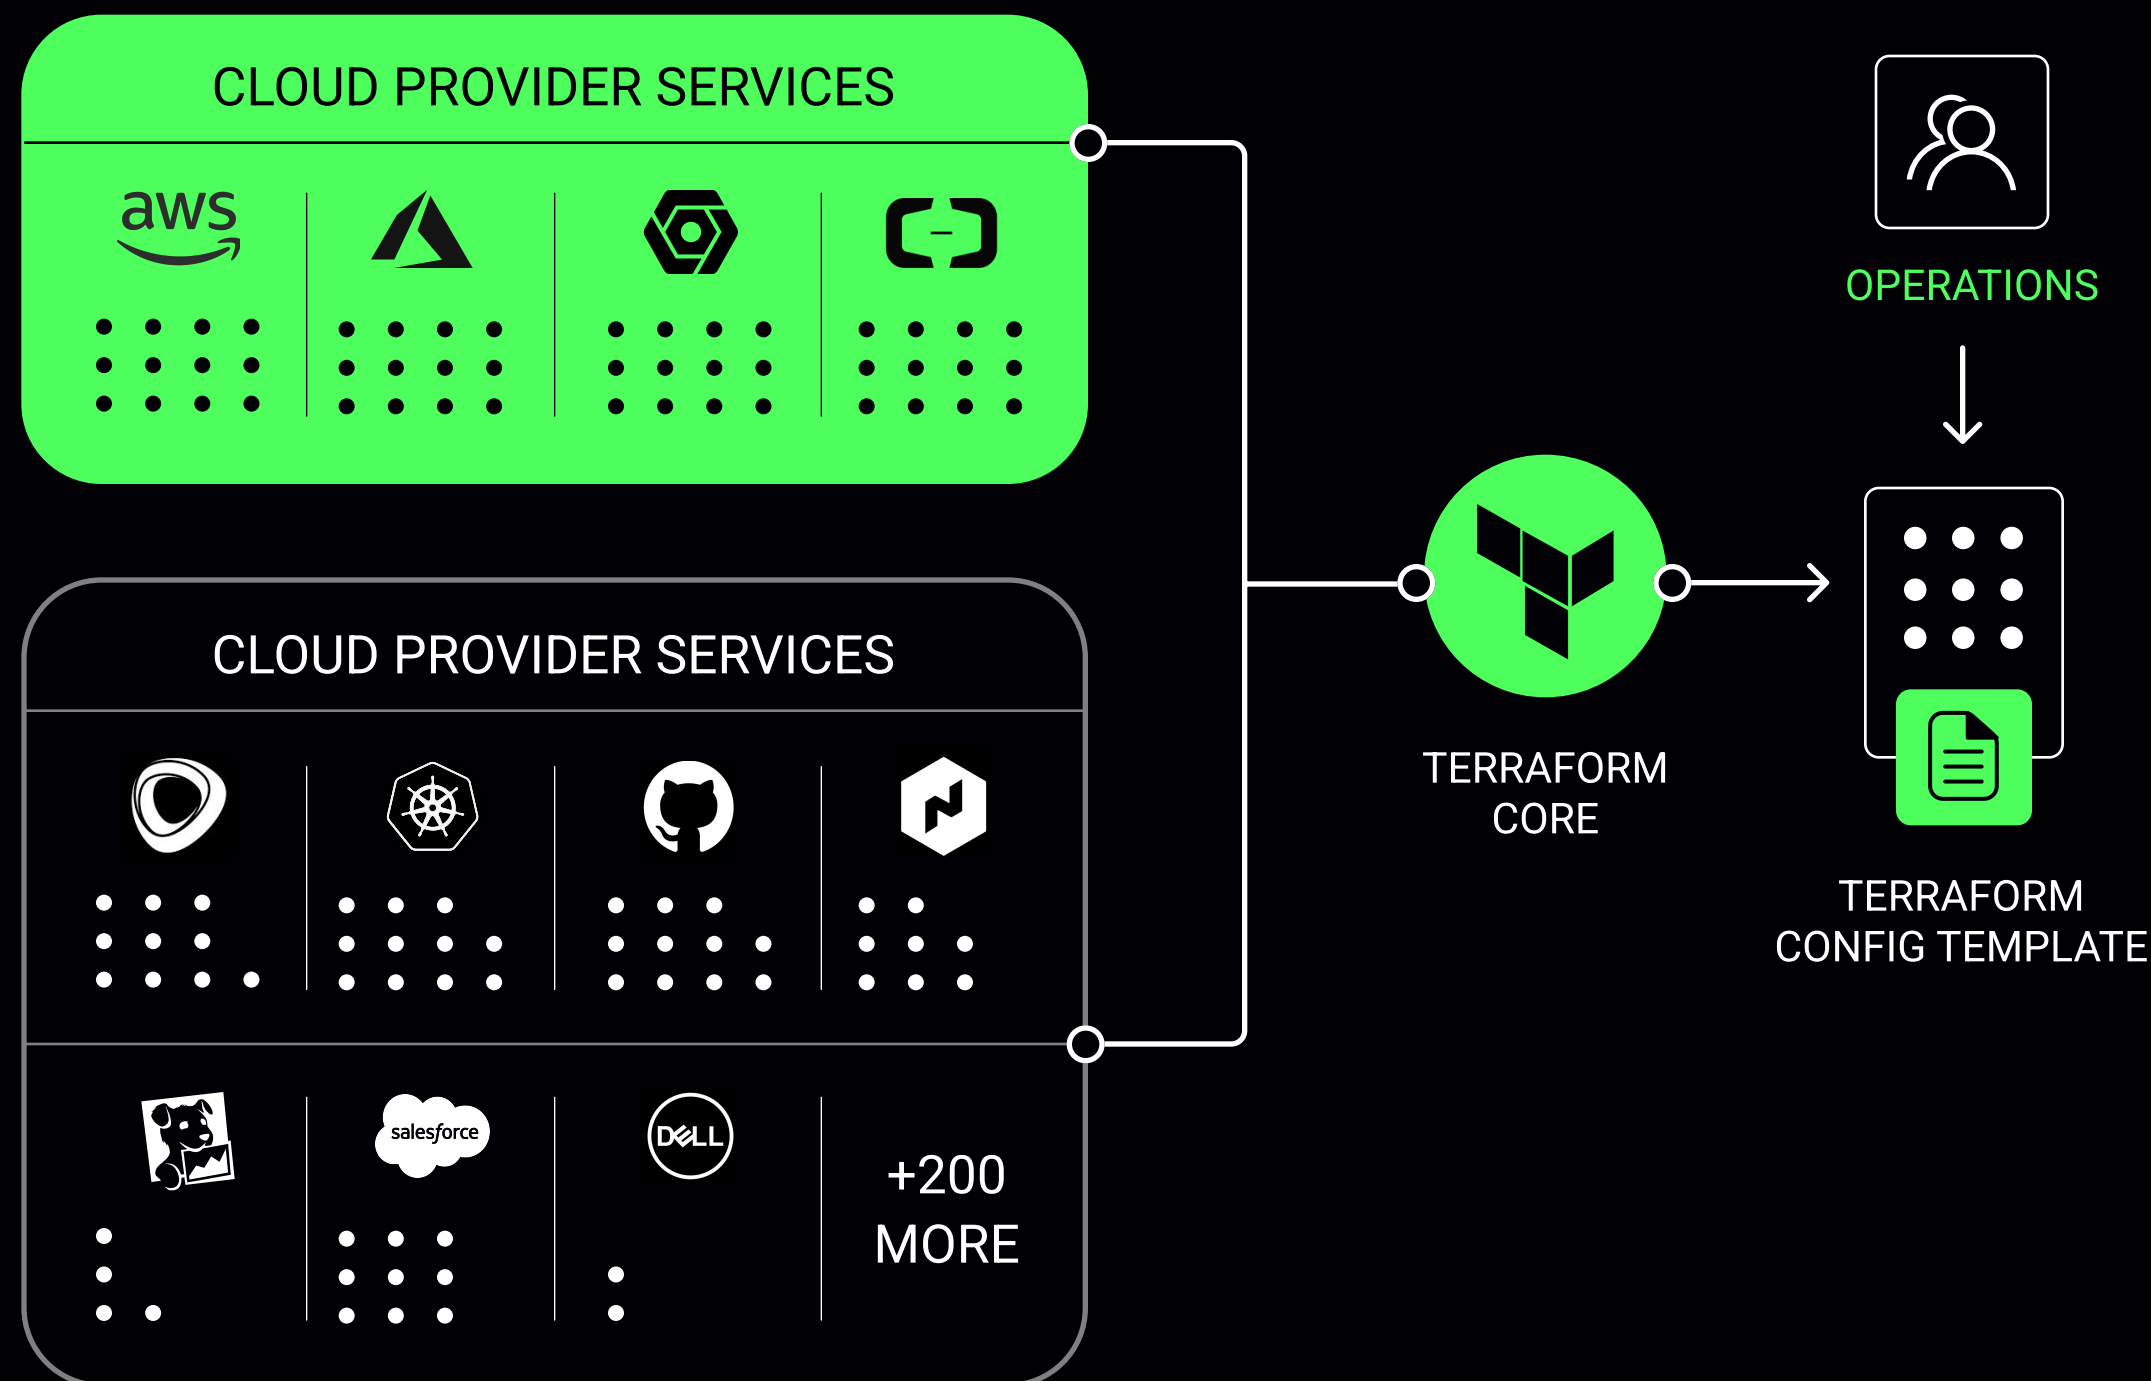 CLOUD PROVIDER SERVICES
aws
CLOUD PROVIDER SERVICES
salesforce
DELL
+200
MORE
TERRAFORM
CORE
OPERATIONS
TERRAFORM
CONFIG TEMPLATE